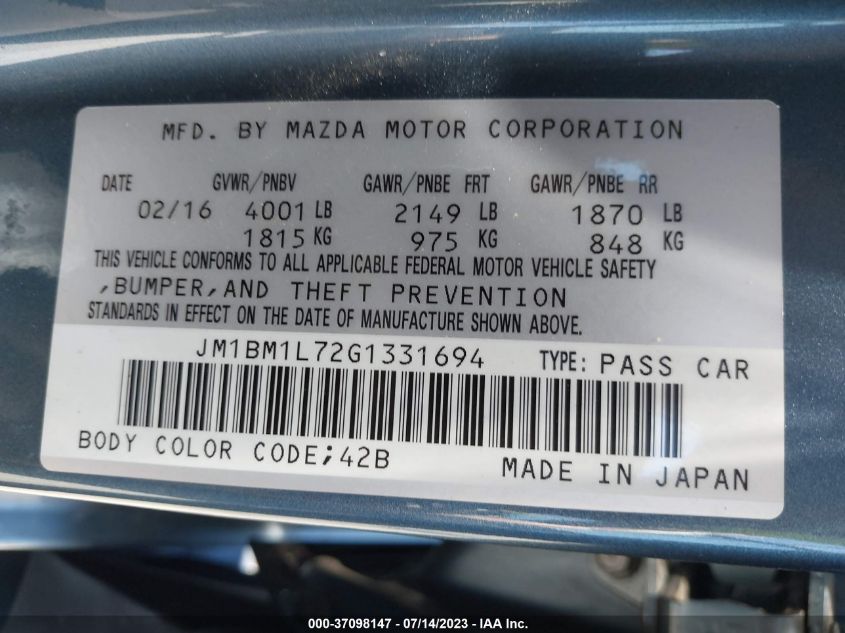 MFD. BY MAZDA MOTOR CORPORATION
DATE GVWR/PNBV GAWR/PNBE FRT GAWR/PNBE RR
02/16 4001 LB 2149 LB 1870 LB
1815 KG 975 KG 848 KG
THIS VEHICLE CONFORMS TO ALL APPLICABLE FEDERAL MOTOR VEHICLE SAFETY
,BUMPER,AND THEFT PREVENTION
STANDARDS IN EFFECT ON THE DATE OF MANUFACTURE SHOWN ABOVE.
JM1BM1L72G1331694 TYPE: PASS CAR
BODY COLOR CODE;42B
MADE IN JAPAN
000-37098147 - 07/14/2023 - IAA Inc.